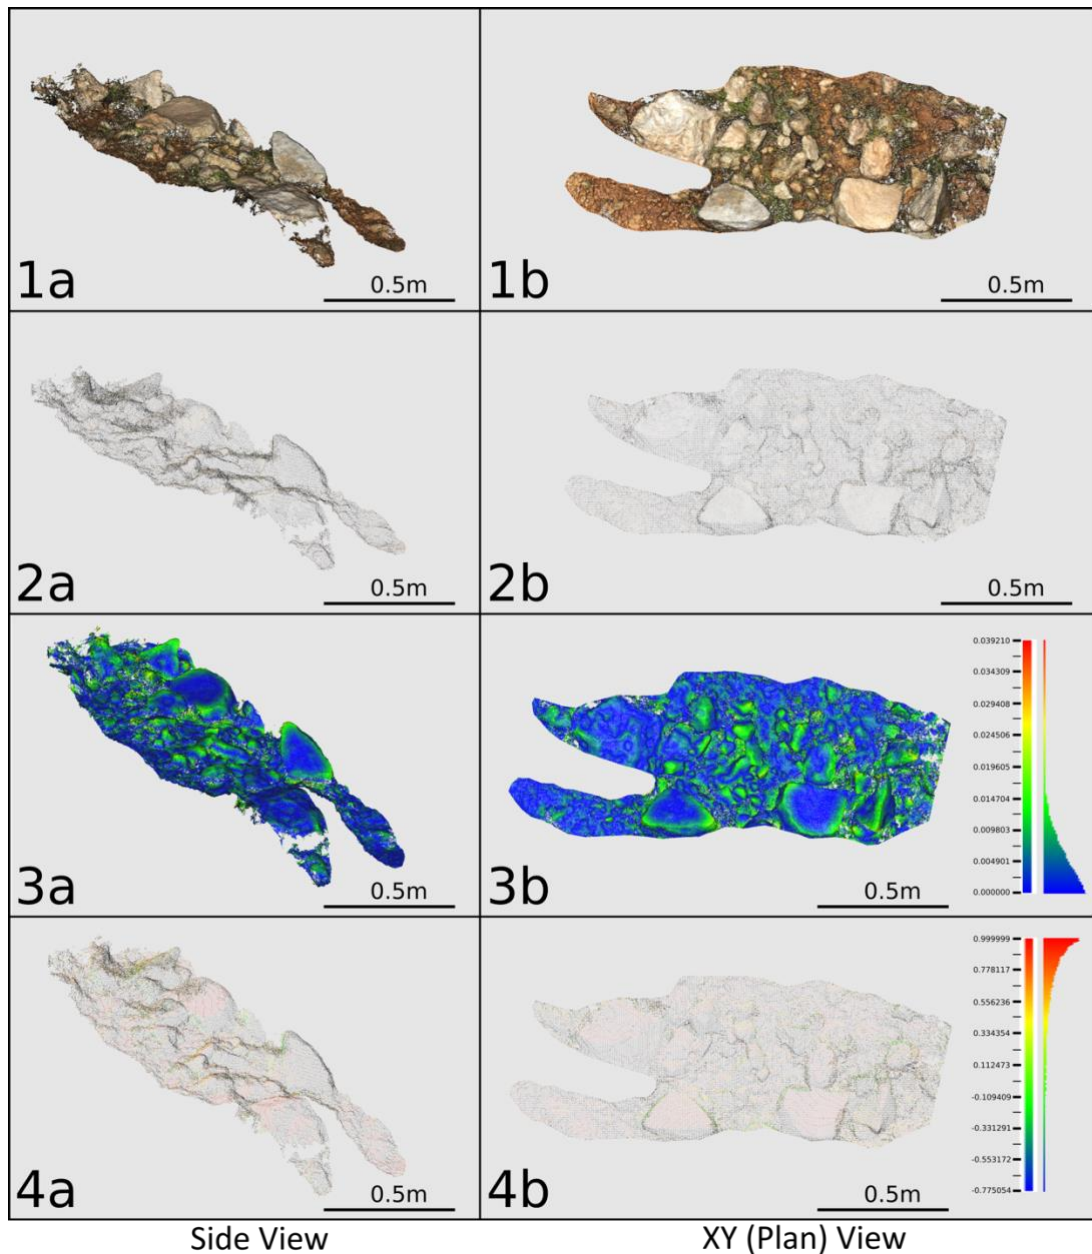 1a
0.5m
1b
0.5m
2a
0.5m
2b
0.5m
3a
0.5m
3b
0.5m
0.039210
0.034309
0.029408
0.024506
0.019605
0.014704
0.009803
0.004901
0.000000
4a
0.5m
4b
0.5m
0.999999
0.778117
0.556236
0.334354
0.112473
-0.109409
-0.331291
-0.553172
-0.775054
Side View
XY (Plan) View